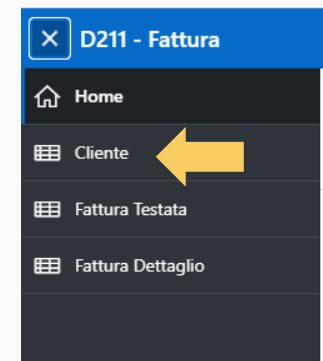 D211 - Fattura
Home
Cliente
Fattura Testata
Fattura Dettaglio